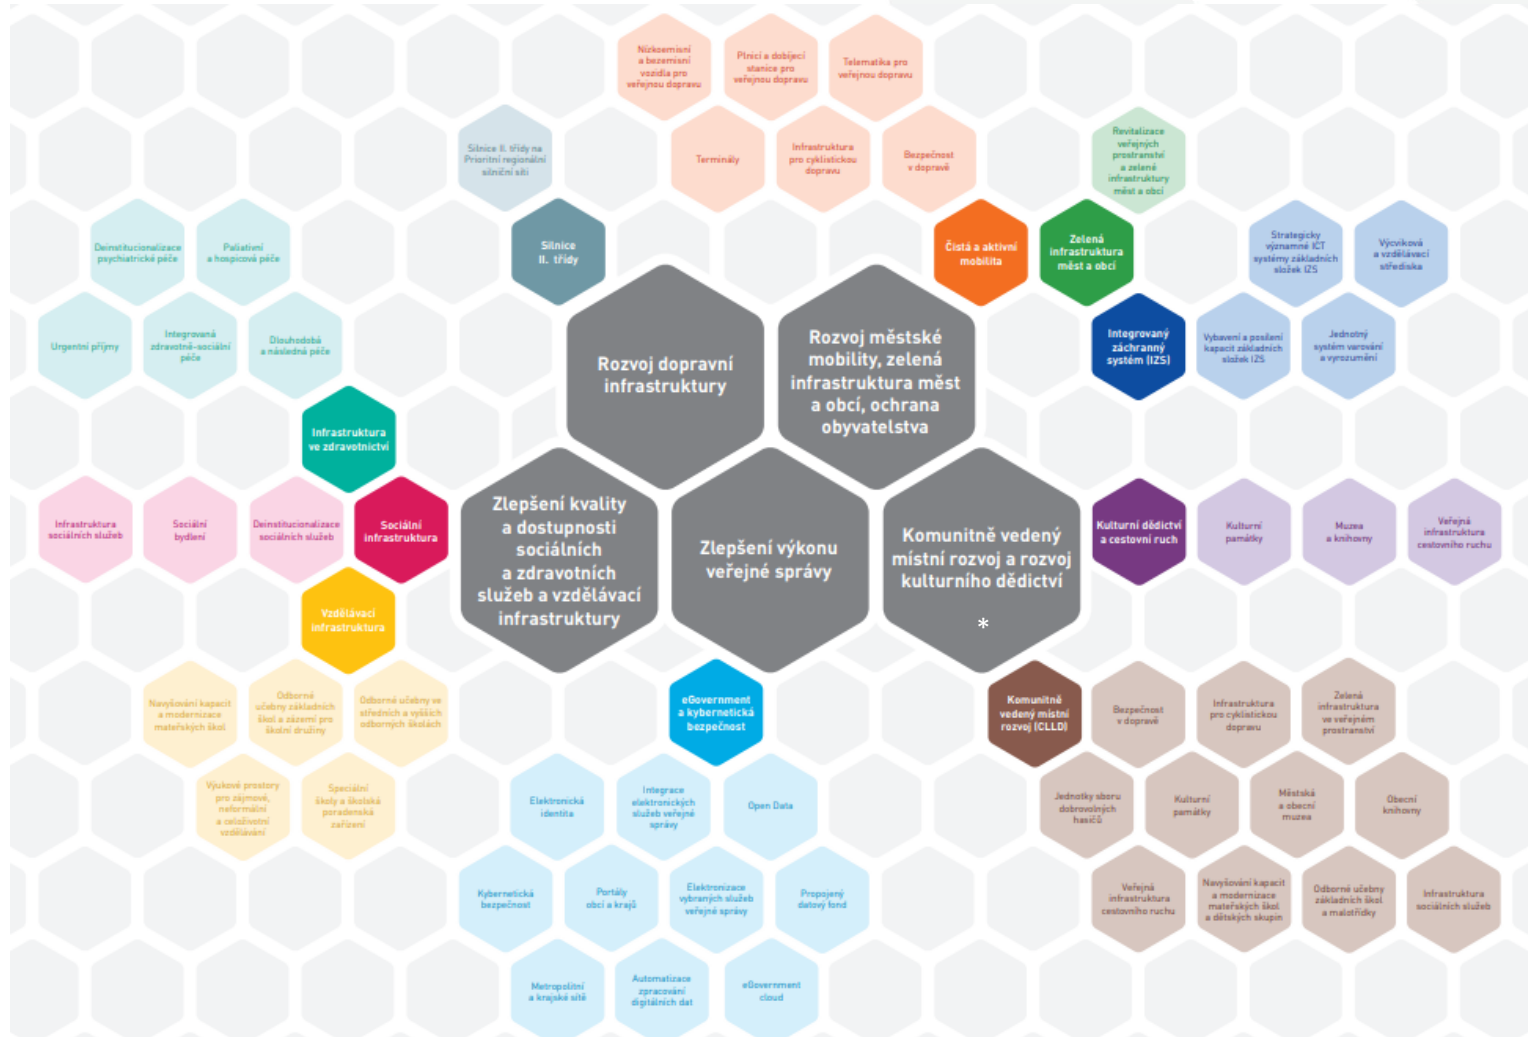 Nízkoemisní
a bezemisní
vozidla pro
veřejnou dopravu
Plnicí a dobíjecí
stanice pro
veřejnou dopravu
Telematika pro
veřejnou dopravu
Silnice II. třídy na
Prioritní regionální
silniční síti
Terminály
Infrastruktura
pro cyklistickou
dopravu
Bezpečnost
v dopravě
Revitalizace
veřejných
prostranství
a zelené
infrastruktury
měst a obcí
Deinstitucionalizace
psychiatrické péče
Paliativní
a hospicová péče
Silnice
II. třídy
Čistá a aktivní
mobilita
Zelená
infrastruktura
měst a obcí
Strategicky
významné ICT
systémy základních
složek IZS
Výcviková
a vzdělávací
střediska
Urgentní příjmy
Integrovaná
zdravotně-sociální
péče
Dlouhodobá
a následná péče
Rozvoj dopravní
infrastruktury
Rozvoj městské
mobility, zelená
infrastruktura měst
a obcí, ochrana
obyvatelstva
Integrovaný
záchranný
systém (IZS)
Vybavení a posílení
kapacit základních
složek IZS
Jednotný
systém varování
a vyrozumění
Infrastruktura
ve zdravotnictví
Infrastruktura
sociálních služeb
Sociální
bydlení
Deinstitucionalizace
sociálních služeb
Sociální
infrastruktura
Zlepšení kvality
a dostupnosti
sociálních
a zdravotních
služeb a vzdělávací
infrastruktury
Zlepšení výkonu
veřejné správy
Komunitně vedený
místní rozvoj a rozvoj
kulturního dědictví
*
Kulturní dědictví
a cestovní ruch
Kulturní
památky
Muzea
a knihovny
Veřejná
infrastruktura
cestovního ruchu
Vzdělávací
infrastruktura
Navyšování kapacit
a modernizace
mateřských škol
Odborné
učebny základních
škol a zázemí pro
školní družiny
Odborné učebny ve
středních a vyšších
odborných školách
eGovernment
a kybernetická
bezpečnost
Komunitně
vedený místní
rozvoj (CLLD)
Bezpečnost
v dopravě
Infrastruktura
pro cyklistickou
dopravu
Zelená
infrastruktura
ve veřejném
prostranství
Výukové prostory
pro zájmové,
neformální
a celoživotní
vzdělávání
Speciální
školy a školská
poradenská
zařízení
Elektronická
identita
Integrace
elektronických
služeb veřejné
správy
Open Data
Jednotky sboru
dobrovolných
hasičů
Kulturní
památky
Městská
a obecní
muzea
Obecní
knihovny
Kybernetická
bezpečnost
Portály
obcí a krajů
Elektronizace
vybraných služeb
veřejné správy
Propojený
datový fond
Veřejná
infrastruktura
cestovního ruchu
Navyšování kapacit
a modernizace
mateřských škol
a dětských skupin
Odborné učebny
základních škol
a malotřídky
Infrastruktura
sociálních služeb
Metropolitní
a krajské sítě
Automatizace
zpracování
digitálních dat
eGovernment
cloud